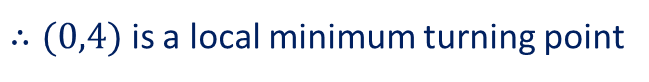 ∴ (0,4) is a local minimum turning point